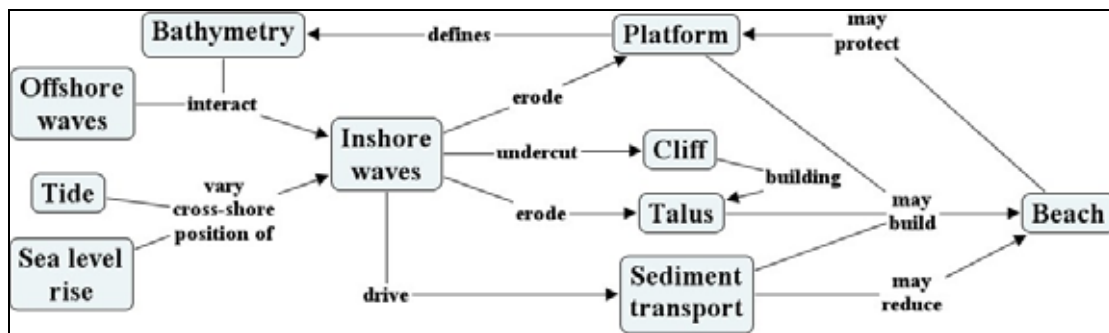 Bathymetry
defines
Platform
may
protect
Offshore
waves
interact
erode
Inshore
waves
undercut
Cliff
building
Tide
vary
cross-shore
position of
erode
Talus
may
build
Beach
Sea level
rise
drive
Sediment
transport
may
reduce